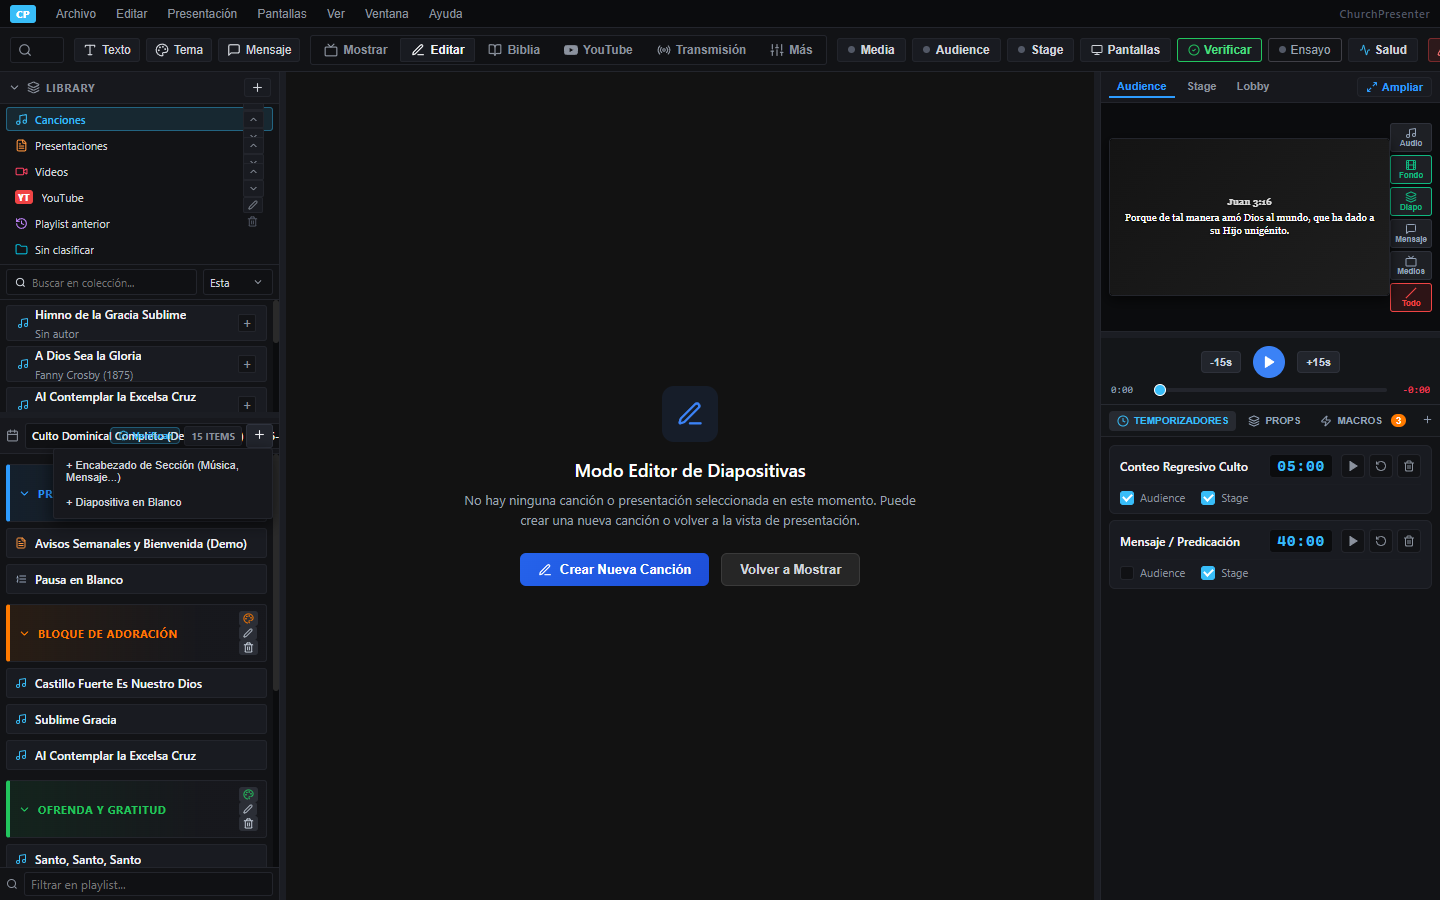 CP Archivo Editar Presentación Pantallas Ver Ventana Ayuda ChurchPresenter
Texto Tema Mensaje Mostrar Editar Biblia YouTube Transmisión Más Media Audience Stage Pantallas Verificar Ensayo Salud
LIBRARY
Canciones
Presentaciones
Videos
YT YouTube
Playlist anterior
Sin clasificar
Buscar en colección... Esta
Himno de la Gracia Sublime
Sin autor
A Dios Sea la Gloria
Fanny Crosby (1875)
Al Contemplar la Excelsa Cruz
Culto Dominical Completo (De 15 ITEMS
+ Encabezado de Sección (Música,
Mensaje...)
+ Diapositiva en Blanco
PR
Avisos Semanales y Bienvenida (Demo)
Pausa en Blanco
BLOQUE DE ADORACIÓN
Castillo Fuerte Es Nuestro Dios
Sublime Gracia
Al Contemplar la Excelsa Cruz
OFRENDA Y GRATITUD
Santo, Santo, Santo
Filtrar en playlist...
Modo Editor de Diapositivas
No hay ninguna canción o presentación seleccionada en este momento. Puede
crear una nueva canción o volver a la vista de presentación.
Crear Nueva Canción Volver a Mostrar
Audience Stage Lobby Ampliar
Juan 3:16
Porque de tal manera amó Dios al mundo, que ha dado a
su Hijo unigénito.
Audio
Fondo
Diapo
Mensaje
Medios
Todo
-15s +15s
0:00 -0:00
TEMPORIZADORES PROPS MACROS 3 +
Conteo Regresivo Culto 05:00
Audience Stage
Mensaje / Predicación 40:00
Audience Stage